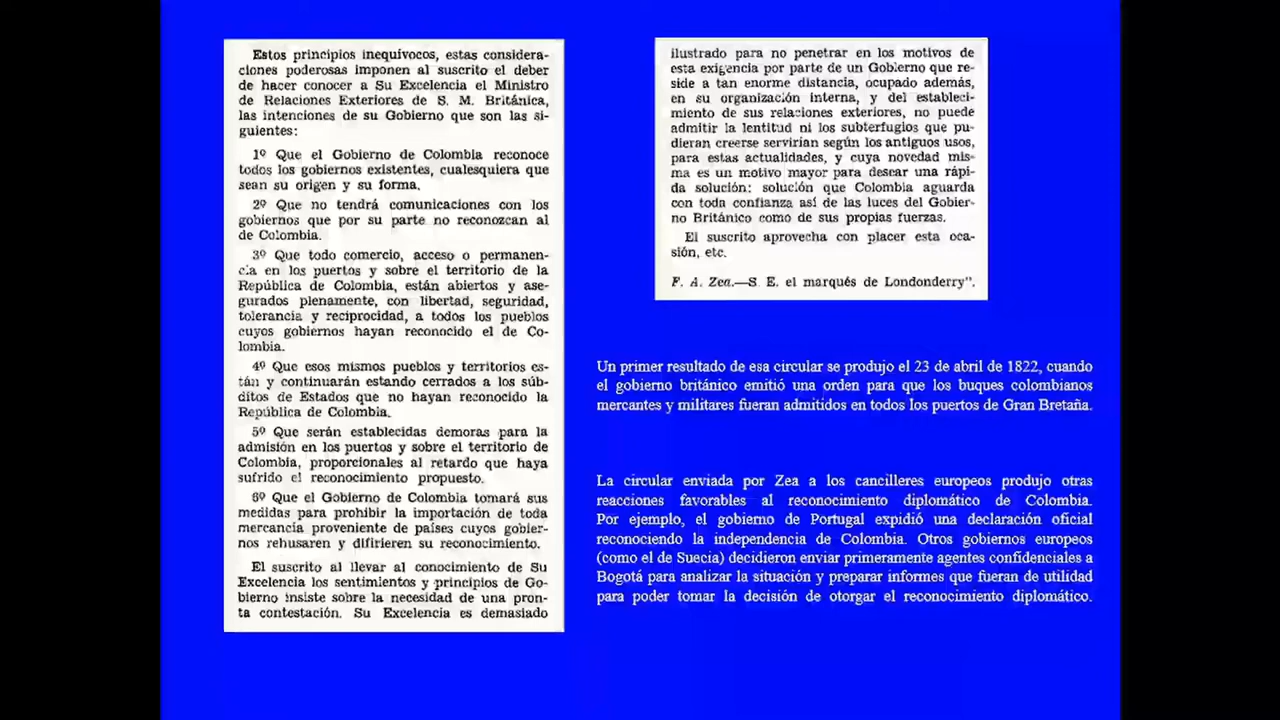 Estos principios inequívocos, estas considera-
ciones poderosas imponen al suscrito el deber
de hacer conocer a Su Excelencia el Ministro
de Relaciones Exteriores de S. M. Británica,
las intenciones de su Gobierno que son las si-
guientes:
1º Que el Gobierno de Colombia reconoce
todos los gobiernos existentes, cualesquiera que
sean su origen y su forma.
2º Que no tendrá comunicaciones con los
gobiernos que por su parte no reconozcan al
de Colombia.
3º Que todo comercio, acceso o permanen-
cia en los puertos y sobre el territorio de la
República de Colombia, están abiertos y ase-
gurados plenamente, con libertad, seguridad,
tolerancia y reciprocidad, a todos los pueblos
cuyos gobiernos hayan reconocido el de Co-
lombia.
4º Que esos mismos pueblos y territorios es-
tán y continuarán estando cerrados a los súb-
ditos de Estados que no hayan reconocido la
República de Colombia.
5º Que serán establecidas demoras para la
admisión en los puertos y sobre el territorio de
Colombia, proporcionales al retardo que haya
sufrido el reconocimiento propuesto.
6º Que el Gobierno de Colombia tomará sus
medidas para prohibir la importación de toda
mercancía proveniente de países cuyos gobier-
nos rehusaren y difirieren su reconocimiento.
El suscrito al llevar al conocimiento de Su
Excelencia los sentimientos y principios de Go-
bierno insiste sobre la necesidad de una pron-
ta contestación. Su Excelencia es demasiado
ilustrado para no penetrar en los motivos de
esta exigencia por parte de un Gobierno que re-
side a tan enorme distancia, ocupado además,
en su organización interna, y del estableci-
miento de sus relaciones exteriores, no puede
admitir la lentitud ni los subterfugios que pu-
dieran creerse servirían según los antiguos usos,
para estas actualidades, y cuya novedad mis-
ma es un motivo mayor para desear una rápi-
da solución: solución que Colombia aguarda
con toda confianza así de las luces del Gobier-
no Británico como de sus propias fuerzas.
El suscrito aprovecha con placer esta oca-
sión, etc.
F. A. Zea.—S. E. el marqués de Londonderry".
Un primer resultado de esa circular se produjo el 23 de abril de 1822, cuando
el gobierno británico emitió una orden para que los buques colombianos
mercantes y militares fueran admitidos en todos los puertos de Gran Bretaña.
La circular enviada por Zea a los cancilleres europeos produjo otras
reacciones favorables al reconocimiento diplomático de Colombia.
Por ejemplo, el gobierno de Portugal expidió una declaración oficial
reconociendo la independencia de Colombia. Otros gobiernos europeos
(como el de Suecia) decidieron enviar primeramente agentes confidenciales a
Bogotá para analizar la situación y preparar informes que fueran de utilidad
para poder tomar la decisión de otorgar el reconocimiento diplomático.